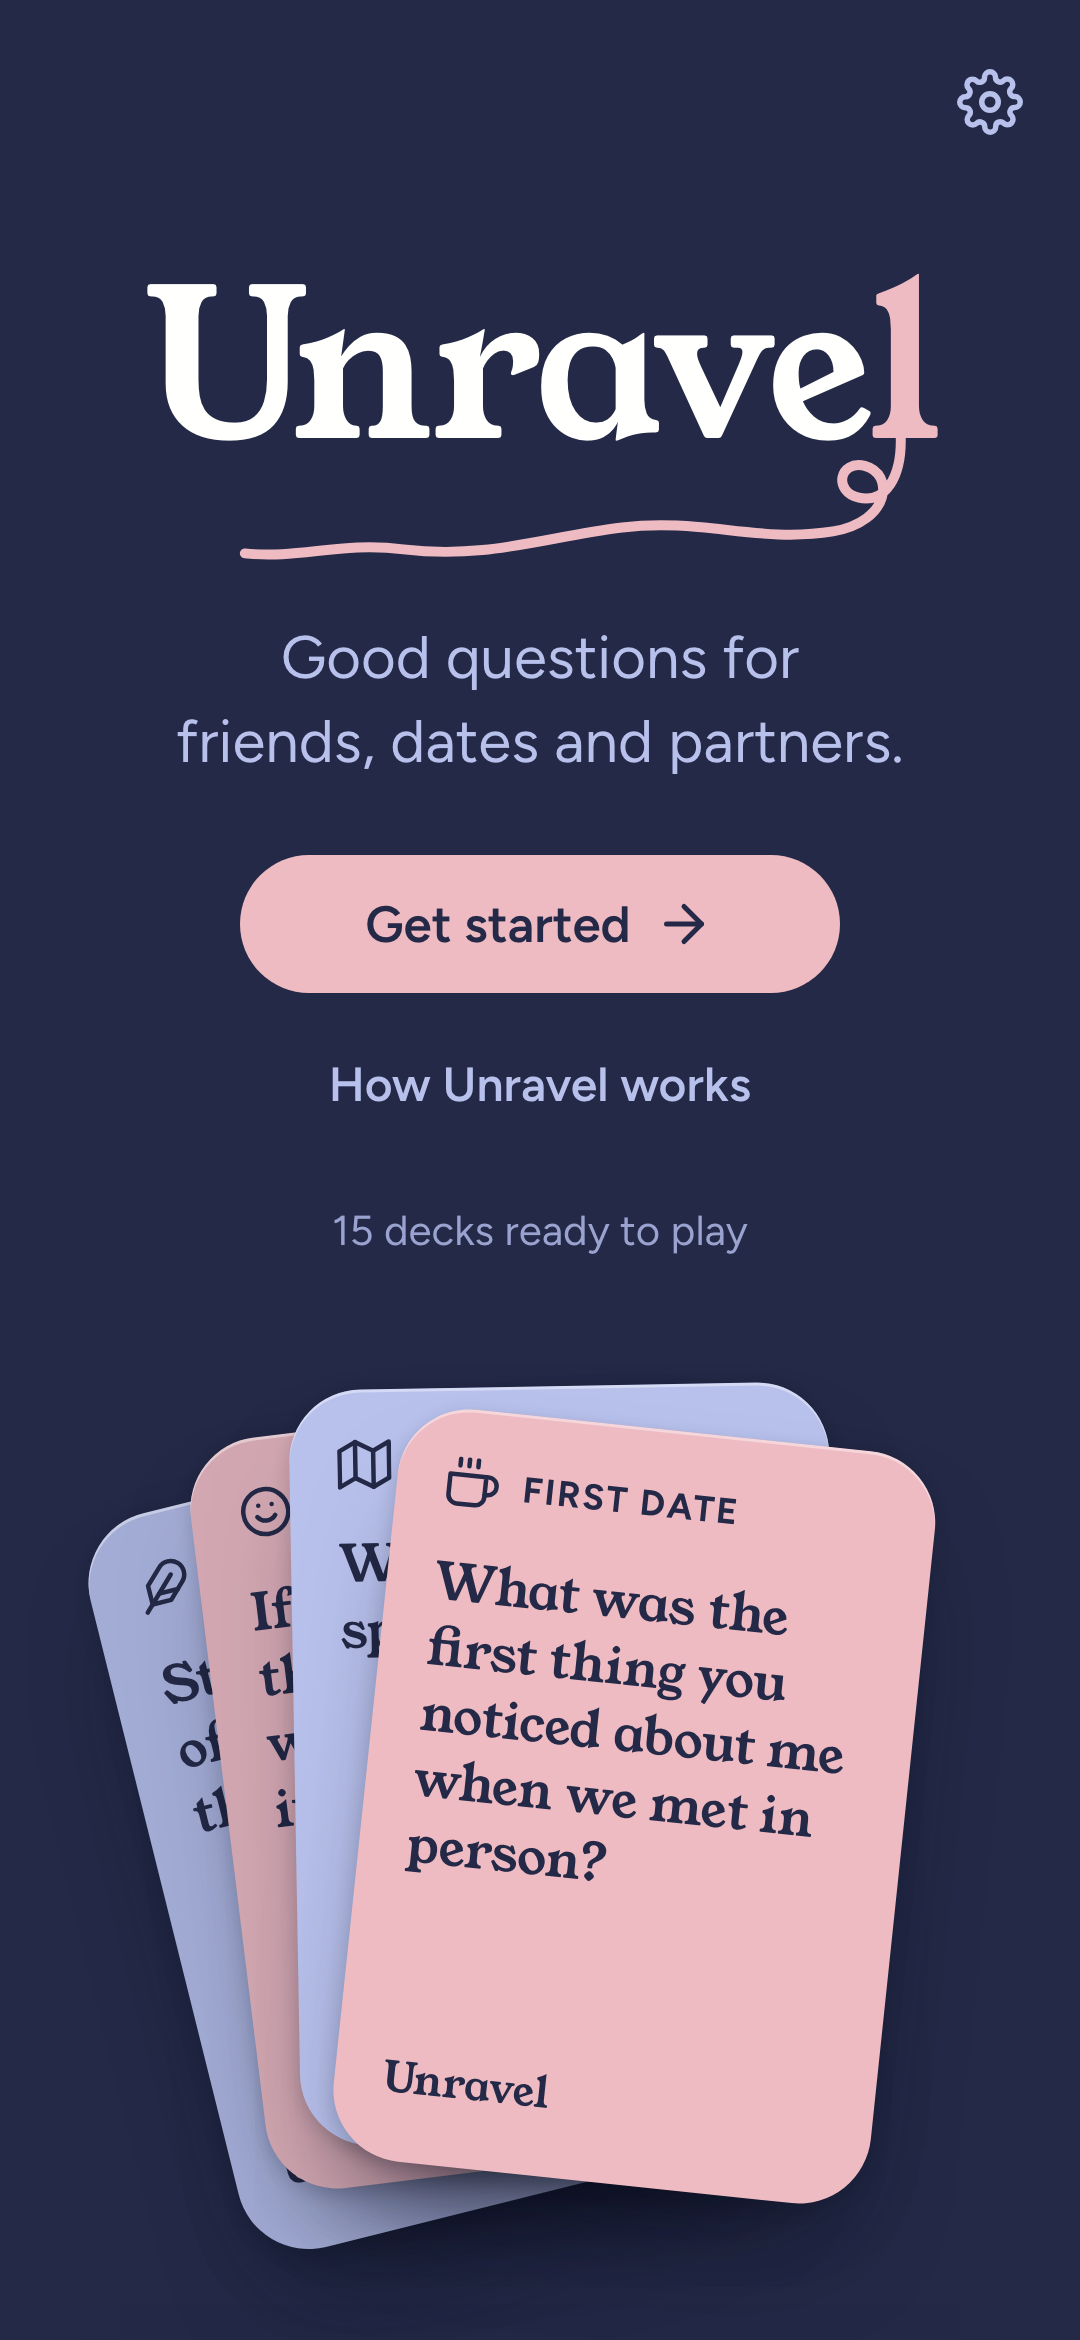 Unravel
Good questions for
friends, dates and partners.
Get started
How Unravel works
15 decks ready to play
FIRST DATE
What was the
first thing you
noticed about me
when we met in
person?
Unravel
If